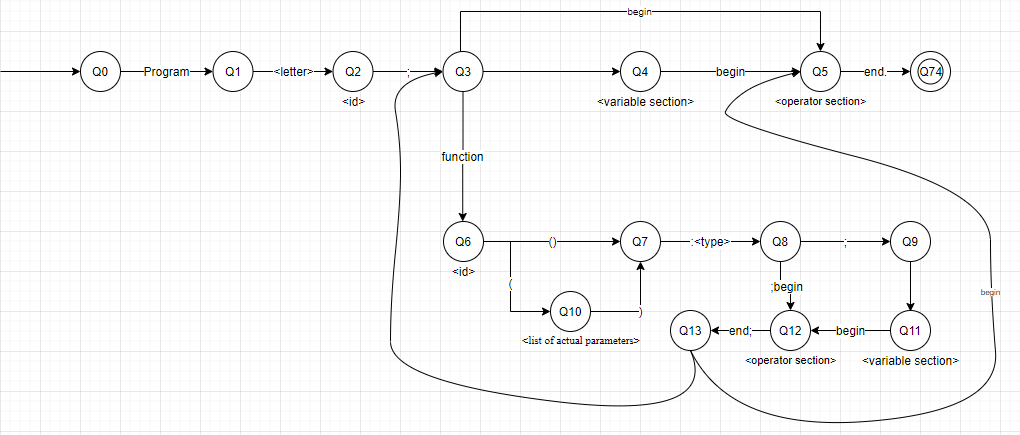 begin
Q0
Program
Q1
<letter>
Q2
;
Q3
Q4
begin
Q5
end.
Q74
<id>
<variable section>
<operator section>
function
Q6
()
Q7
:<type>
Q8
;
Q9
<id>
(
;begin
begin
Q10
)
Q13
end;
Q12
begin
Q11
<list of actual parameters>
<operator section>
<variable section>